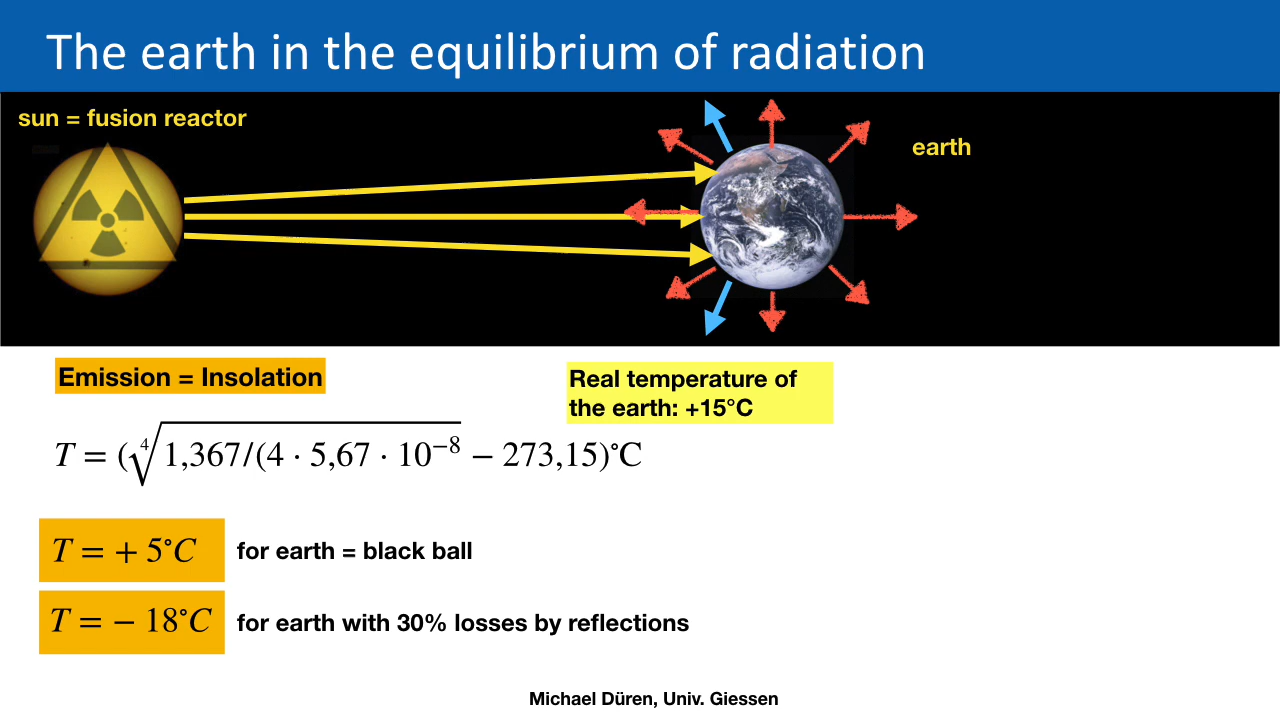 The earth in the equilibrium of radiation
sun = fusion reactor
earth
Emission = Insolation
Real temperature of
the earth: +15°C
T = (∜1,367/(4 · 5,67 · 10⁻⁸ − 273,15)°C
T = + 5°C
for earth = black ball
T = − 18°C
for earth with 30% losses by reflections
Michael Düren, Univ. Giessen